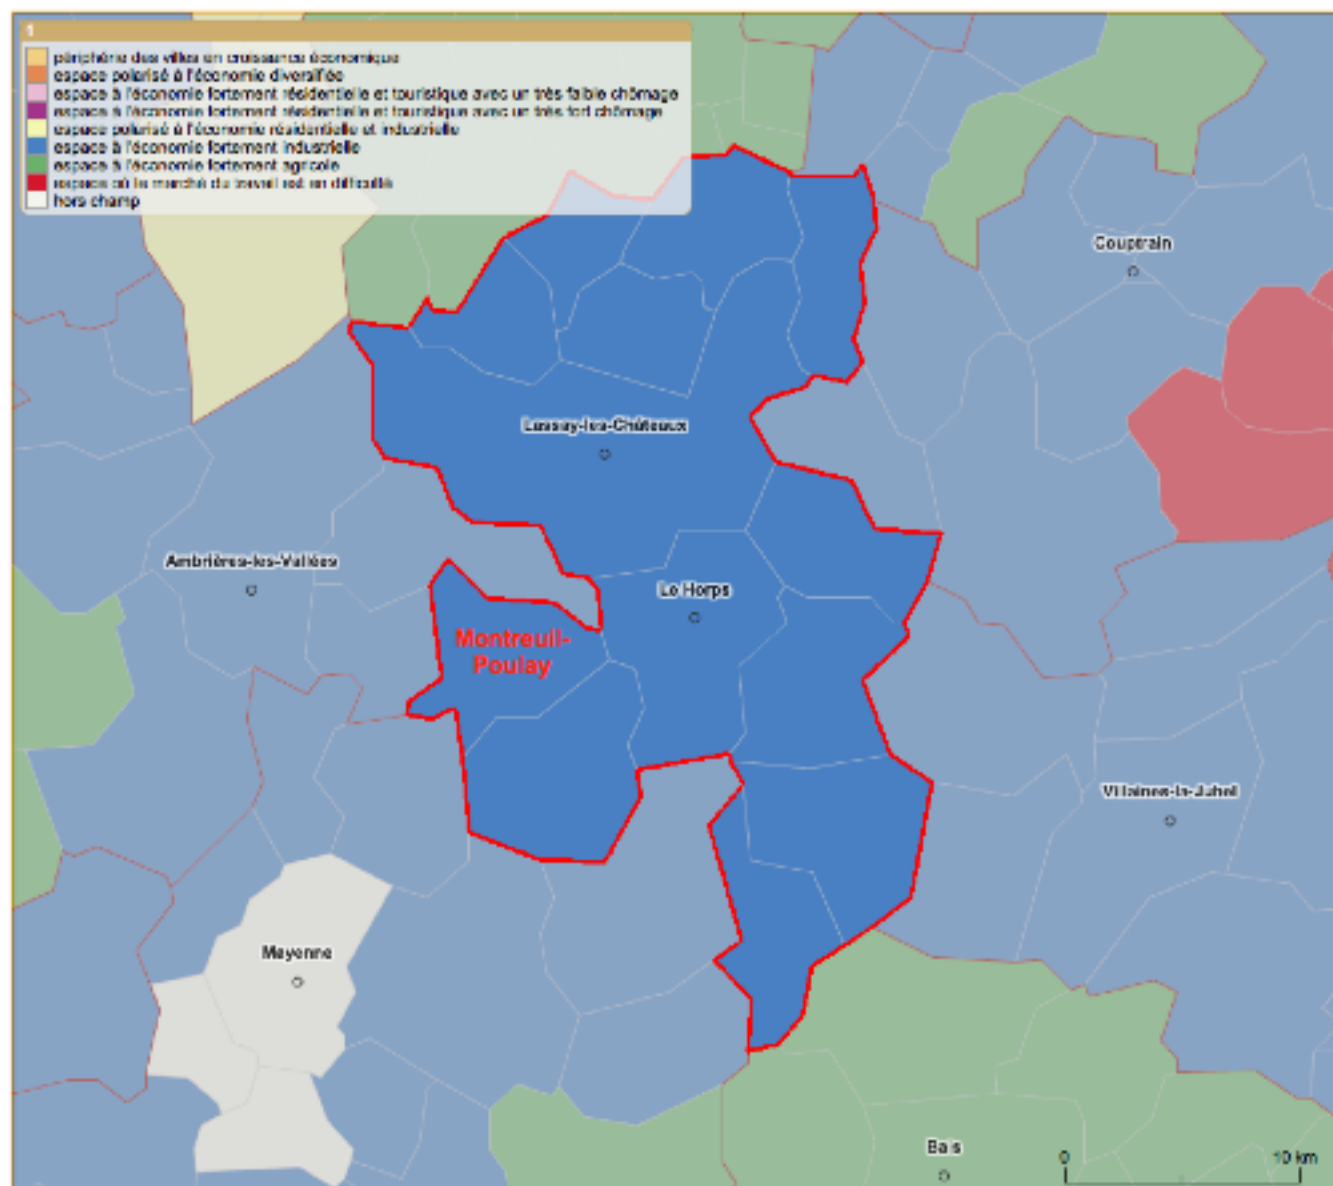 1
périphérie des villes en croissance économique
espace polarisé à l'économie diversifiée
espace à l'économie fortement résidentielle et touristique avec un très faible chômage
espace à l'économie fortement résidentielle et touristique avec un très fort chômage
espace polarisé à l'économie résidentielle et industrielle
espace à l'économie fortement industrielle
espace à l'économie fortement agricole
espace où le marché du travail est en difficulté
hors champ
Couptrain
Lassay-les-Châteaux
Ambrières-les-Vallées
Le Horps
Montreuil-
Poulay
Villaines-la-Juhel
Mayenne
Bais
0 10 km